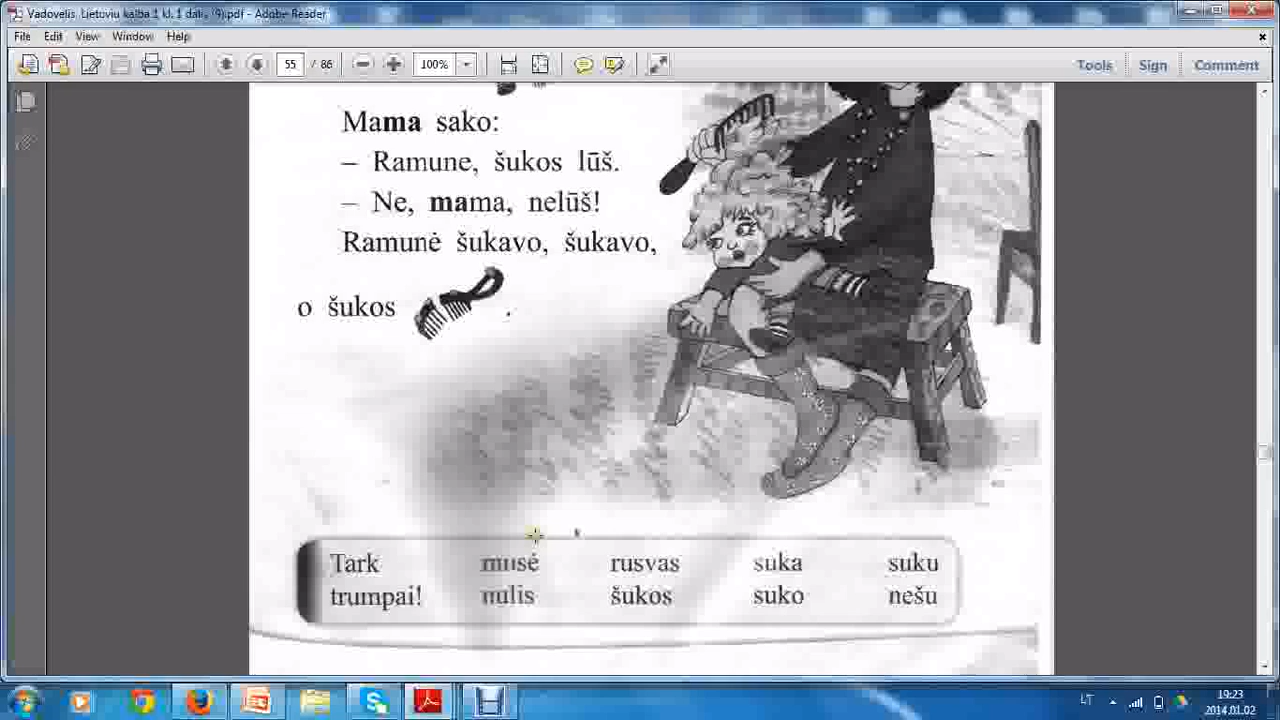 Vadovelis. Lietuviu kalba 1 kl. 1 dalis (9).pdf - Adobe Reader
File Edit View Window Help
55 / 86 100% Tools Sign Comment
Mama sako:
– Ramune, šukos lūš.
– Ne, mama, nelūš!
Ramunė šukavo, šukavo,
o šukos .
Tark musė rusvas suka suku
trumpai! nulis šukos suko nešu
LT 19:23
2014.01.02